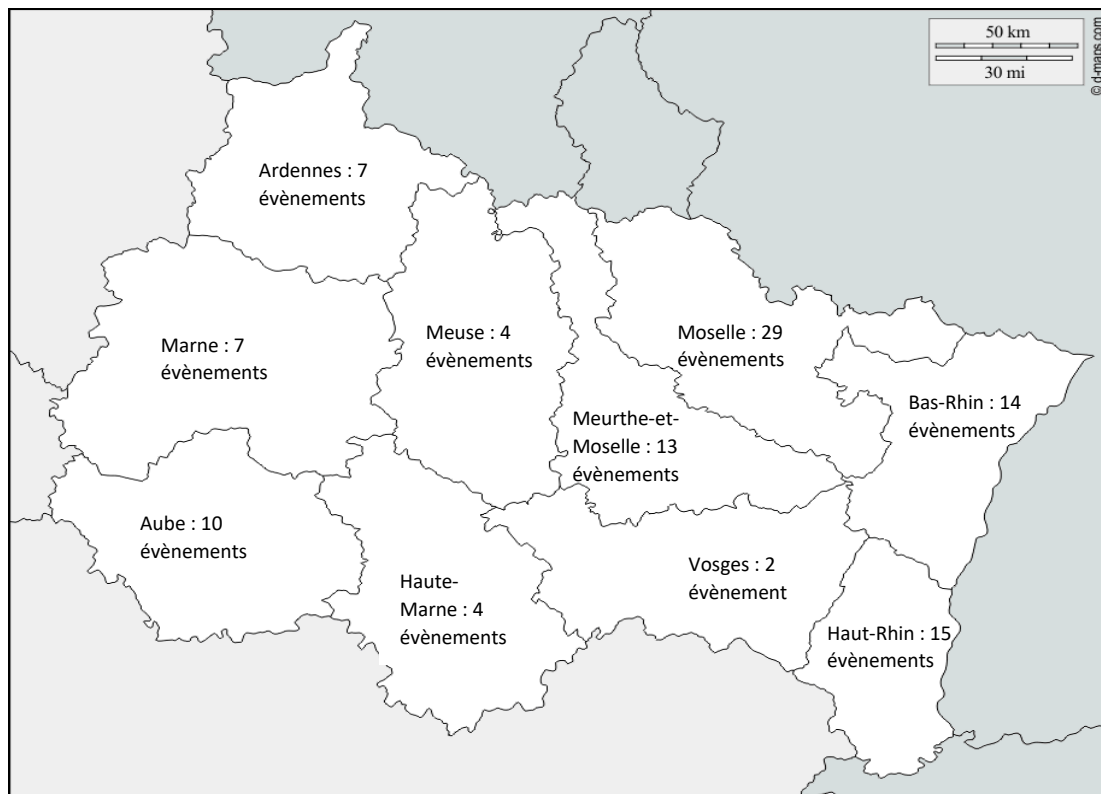 50 km
30 mi
© d-maps.com
Ardennes : 7
évènements
Marne : 7
évènements
Meuse : 4
évènements
Moselle : 29
évènements
Bas-Rhin : 14
évènements
Meurthe-et-
Moselle : 13
évènements
Aube : 10
évènements
Haute-
Marne : 4
évènements
Vosges : 2
évènement
Haut-Rhin : 15
évènements